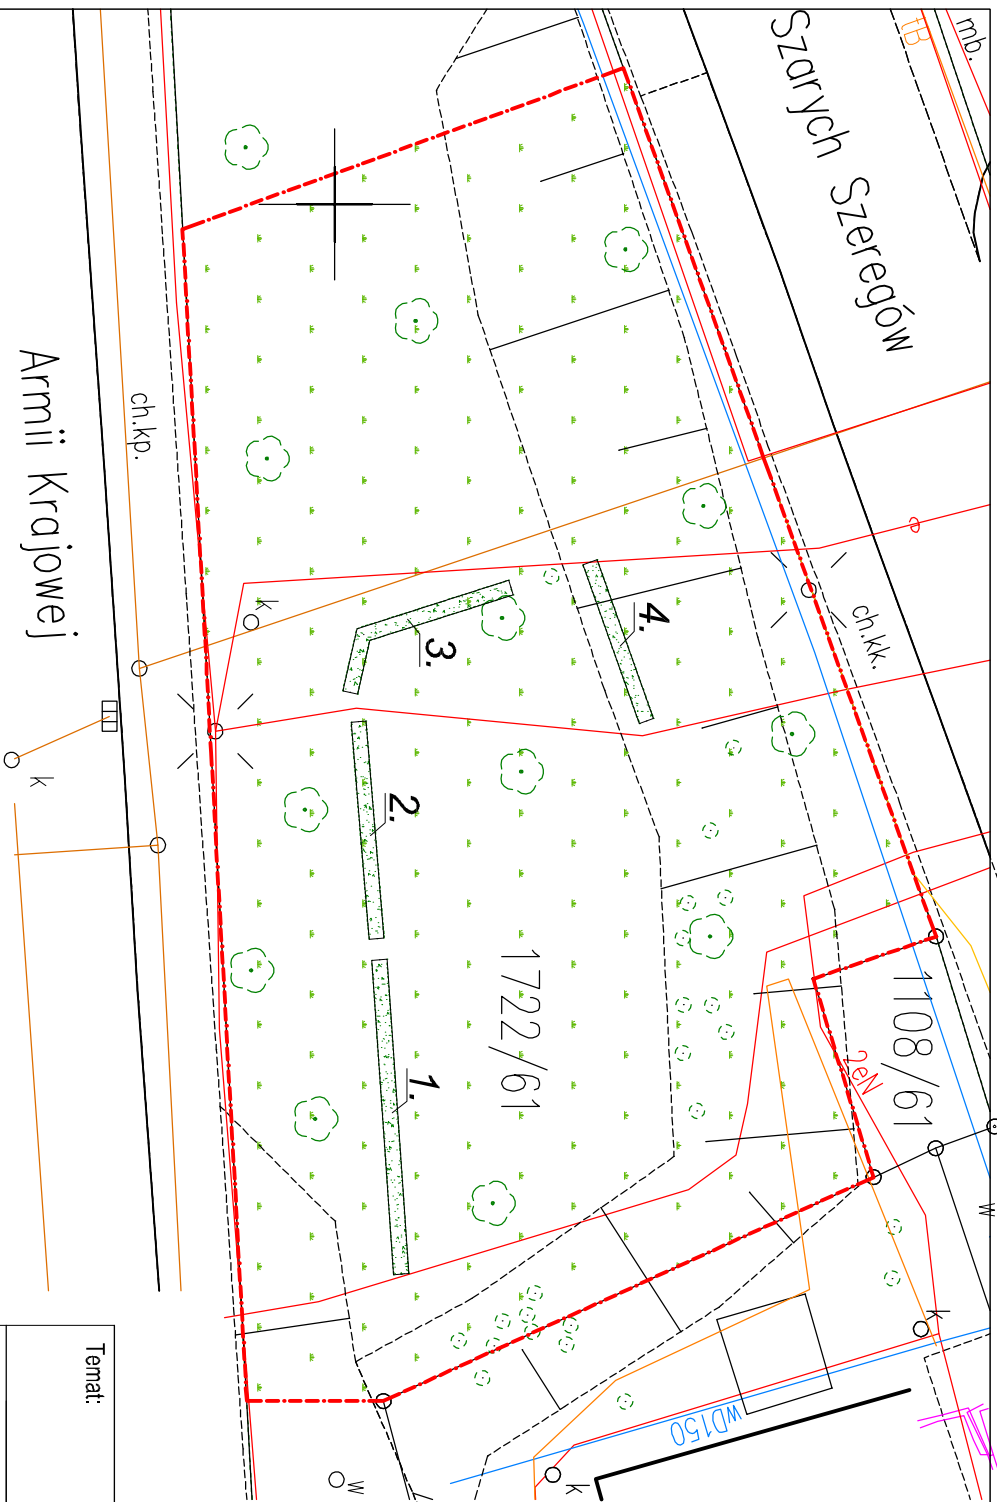 mb.
tB
Szarych Szeregów
ch.kk.
1108/61
2eN
w
k
4.
3.
2.
1.
1722/61
k
wD150
k
w
ch.kp.
Armii Krajowej
k
Temat: